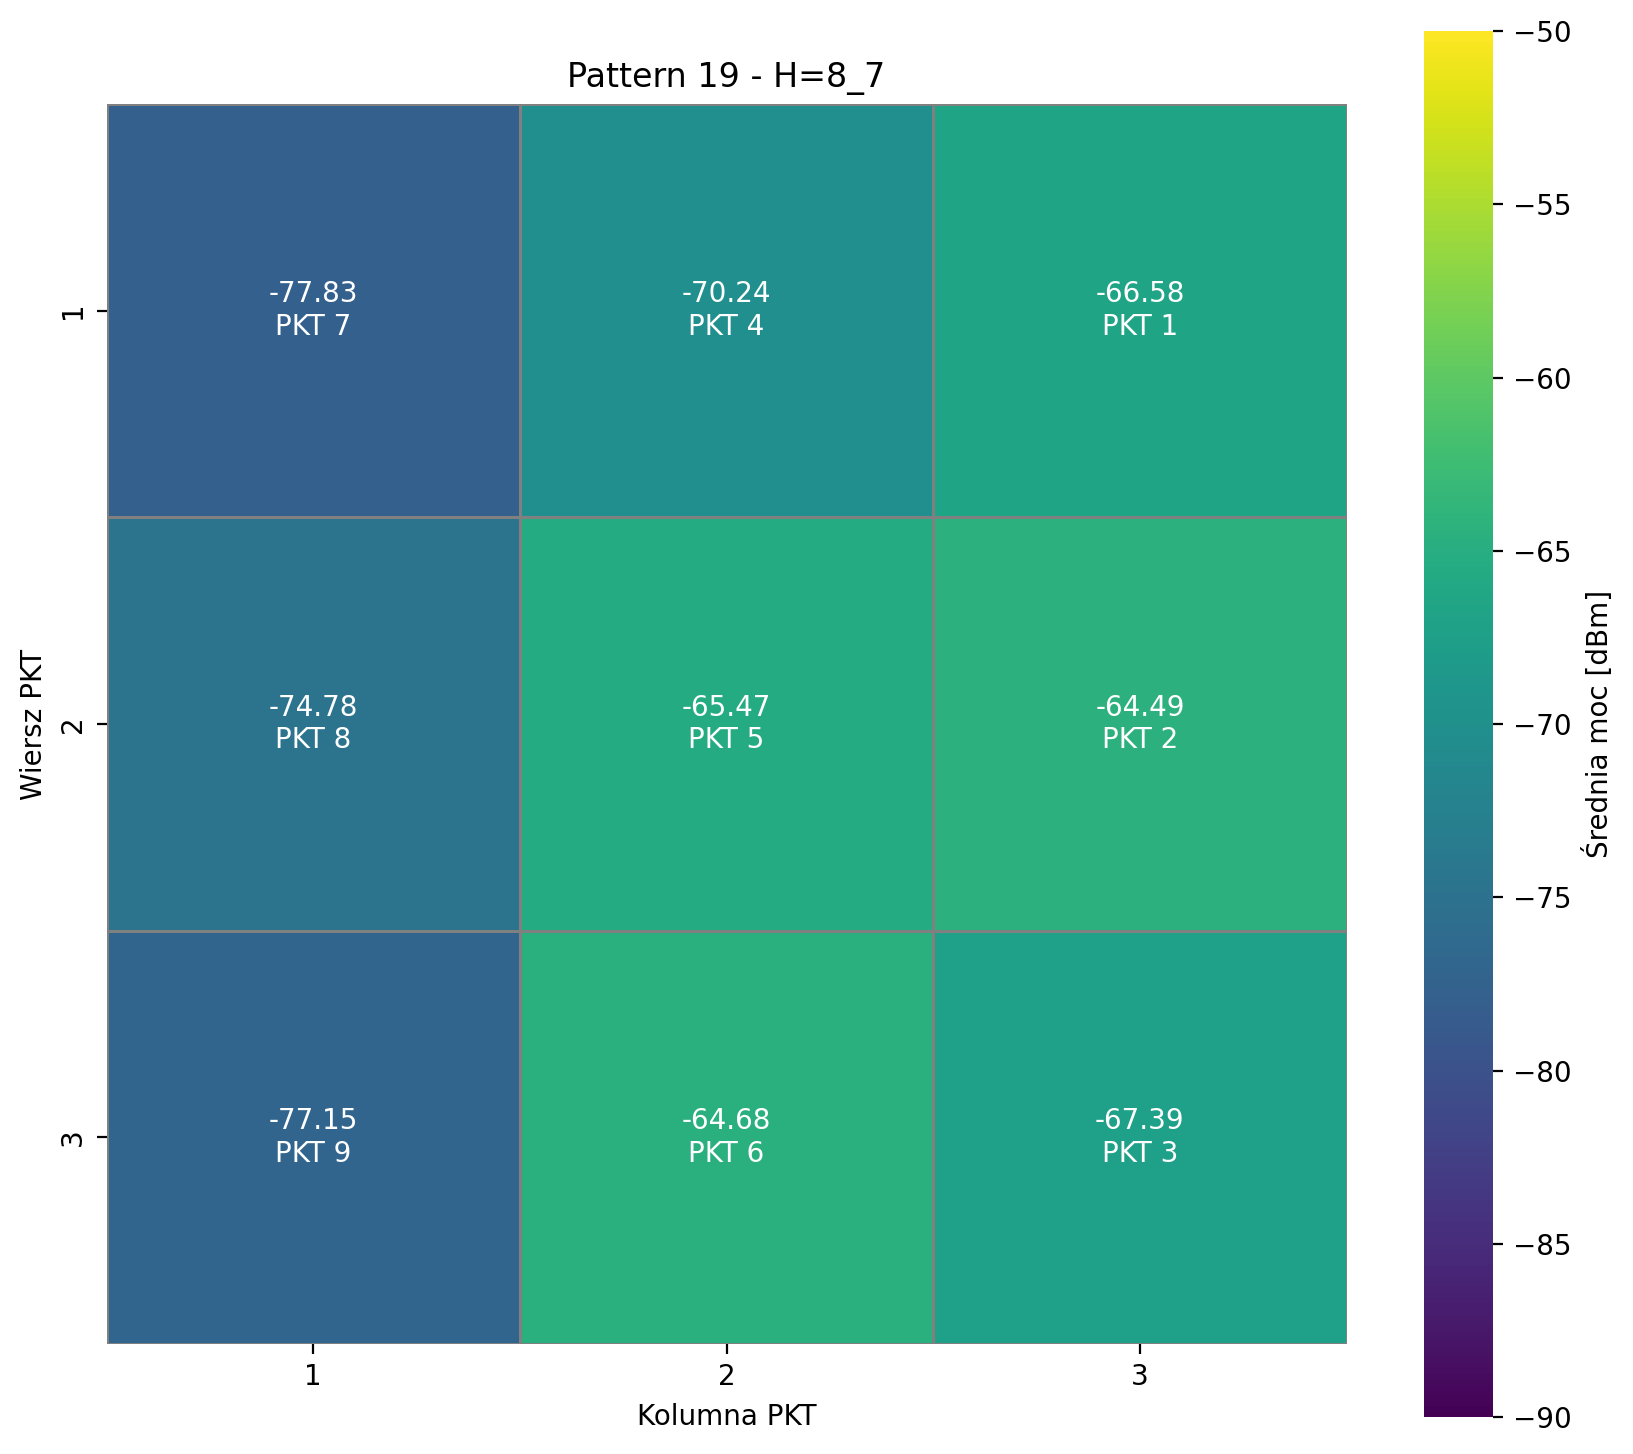 Pattern 19 - H=8_7
-77.83
PKT 7
-70.24
PKT 4
-66.58
PKT 1
-74.78
PKT 8
-65.47
PKT 5
-64.49
PKT 2
-77.15
PKT 9
-64.68
PKT 6
-67.39
PKT 3
1
2
3
Wiersz PKT
1
2
3
Kolumna PKT
−50
−55
−60
−65
−70
−75
−80
−85
−90
Średnia moc [dBm]